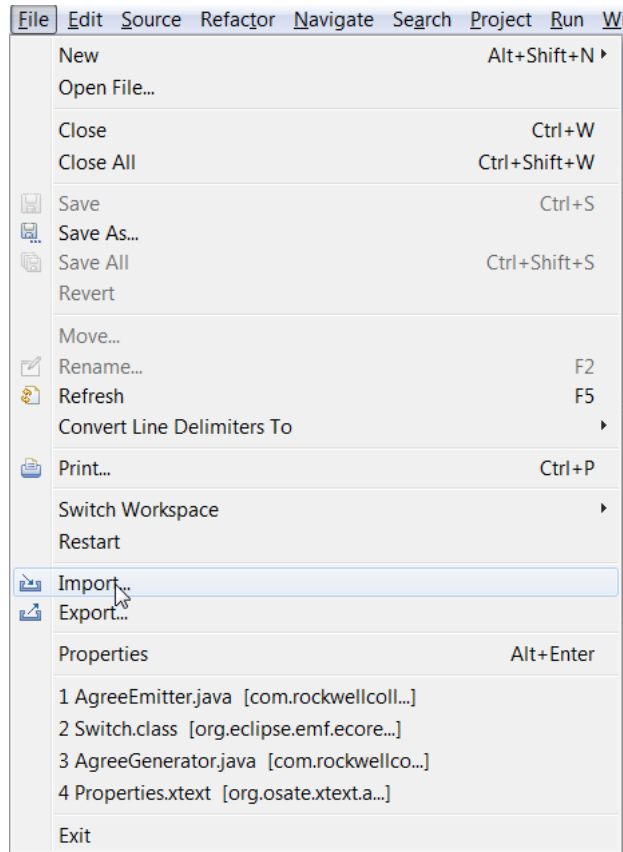 File Edit Source Refactor Navigate Search Project Run
New Alt+Shift+N
Open File...
Close Ctrl+W
Close All Ctrl+Shift+W
Save Ctrl+S
Save As...
Save All Ctrl+Shift+S
Revert
Move...
Rename... F2
Refresh F5
Convert Line Delimiters To
Print... Ctrl+P
Switch Workspace
Restart
Import...
Export...
Properties Alt+Enter
1 AgreeEmitter.java [com.rockwellcoll...]
2 Switch.class [org.eclipse.emf.ecore...]
3 AgreeGenerator.java [com.rockwellco...]
4 Properties.xtext [org.osate.xtext.a...]
Exit